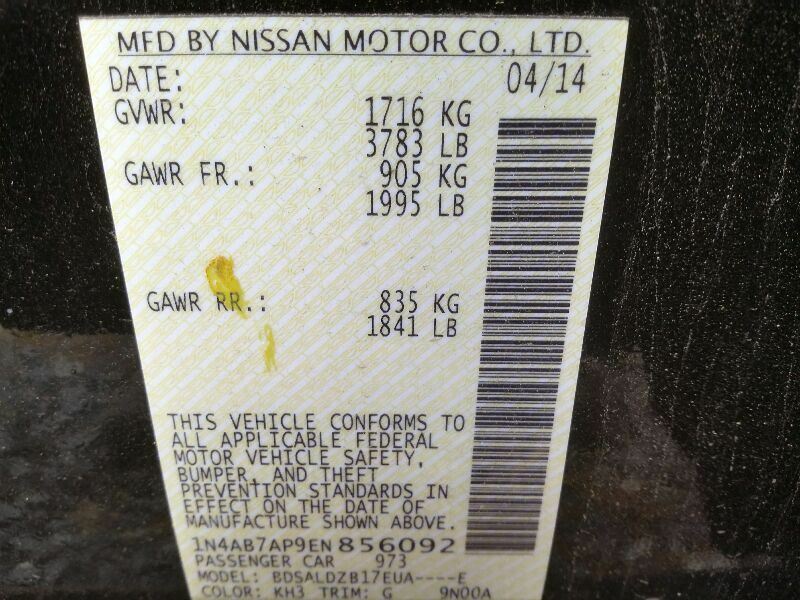 MFD BY NISSAN MOTOR CO., LTD.
DATE: 04/14
GVWR: 1716 KG
3783 LB
GAWR FR.: 905 KG
1995 LB
GAWR RR.: 835 KG
1841 LB
THIS VEHICLE CONFORMS TO
ALL APPLICABLE FEDERAL
MOTOR VEHICLE SAFETY,
BUMPER, AND THEFT
PREVENTION STANDARDS IN
EFFECT ON THE DATE OF
MANUFACTURE SHOWN ABOVE.
1N4AB7AP9EN 856092
PASSENGER CAR 973
MODEL: BDSALDZB17EUA----E
COLOR: KH3 TRIM: G 9N00A